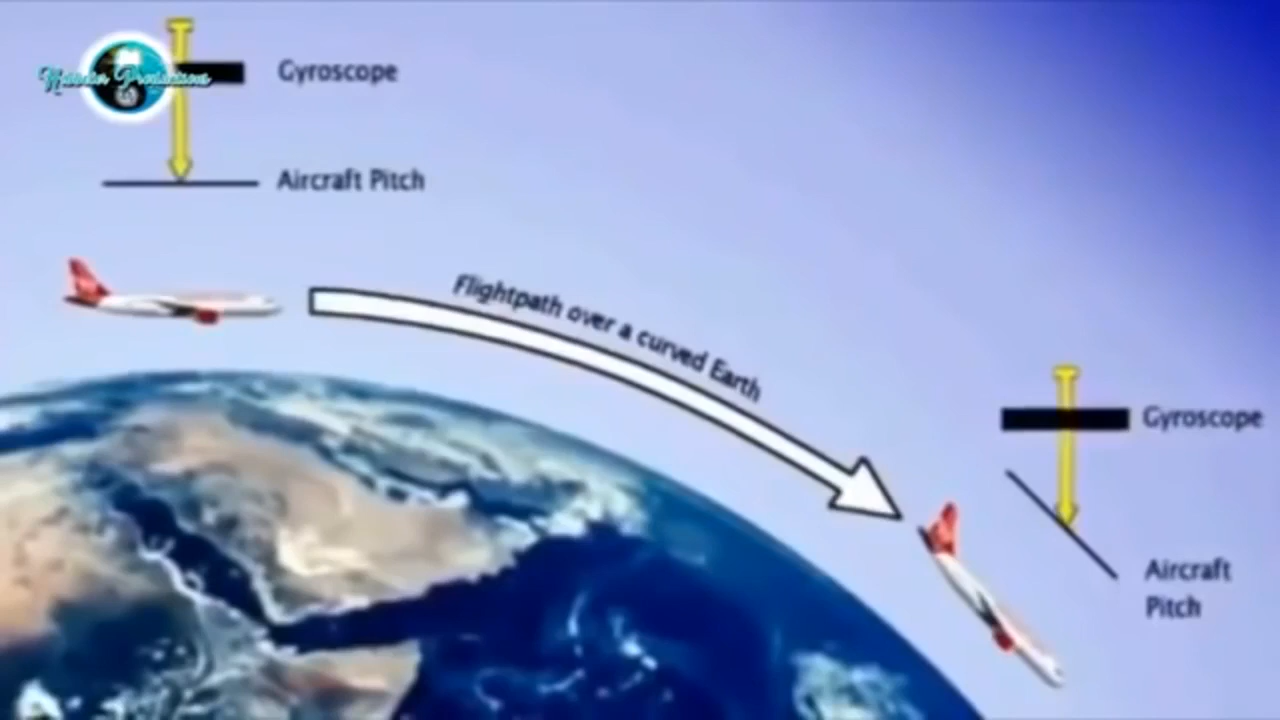 Gyroscope
Aircraft Pitch
Flightpath over a curved Earth
Gyroscope
Aircraft
Pitch